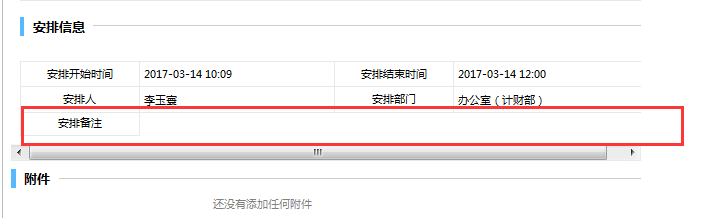 安排信息
安排开始时间 2017-03-14 10:09 安排结束时间 2017-03-14 12:00
安排人 李玉 安排部门 办公室（计财部）
安排备注
附件
还没有添加任何附件